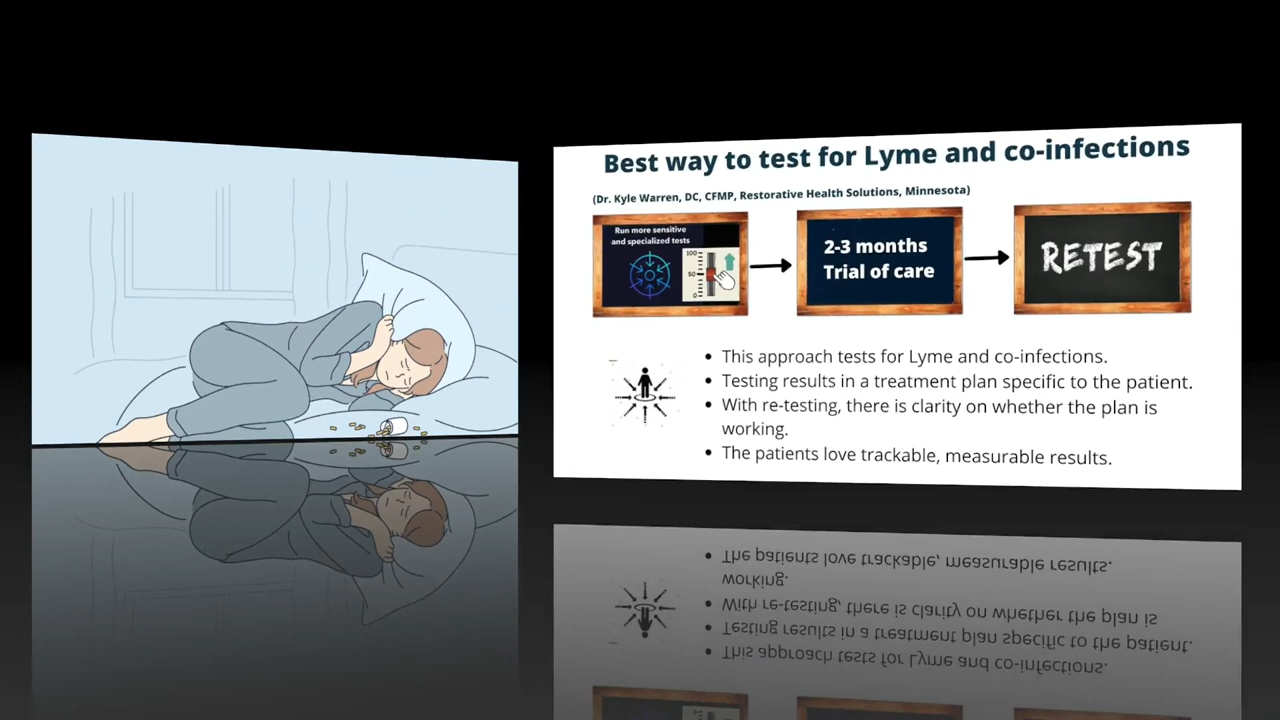 Best way to test for Lyme and co-infections
(Dr. Kyle Warren, DC, CFMP, Restorative Health Solutions, Minnesota)
Run more sensitive
and specialized tests
100
50
0
2-3 months
Trial of care
RETEST
• This approach tests for Lyme and co-infections.
• Testing results in a treatment plan specific to the patient.
• With re-testing, there is clarity on whether the plan is
working.
• The patients love trackable, measurable results.